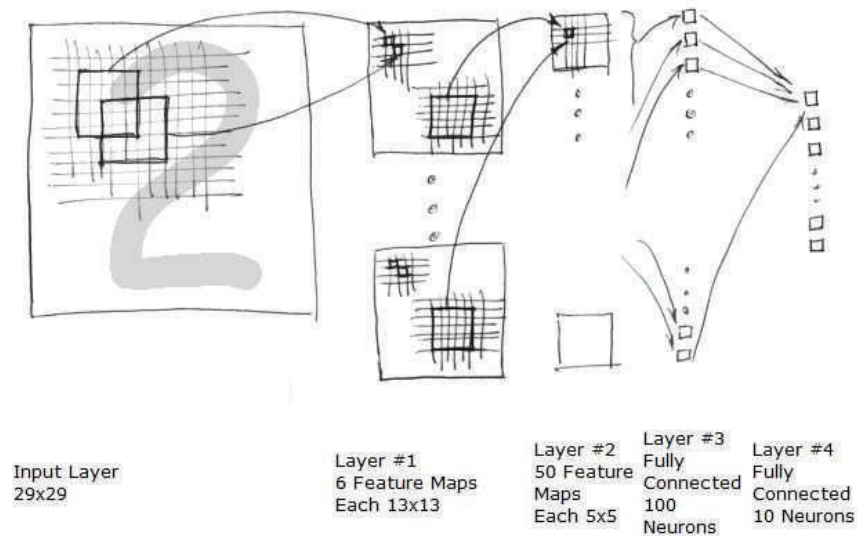 2
Input Layer
29x29
Layer #1
6 Feature Maps
Each 13x13
Layer #2
50 Feature
Maps
Each 5x5
Layer #3
Fully
Connected
100
Neurons
Layer #4
Fully
Connected
10 Neurons